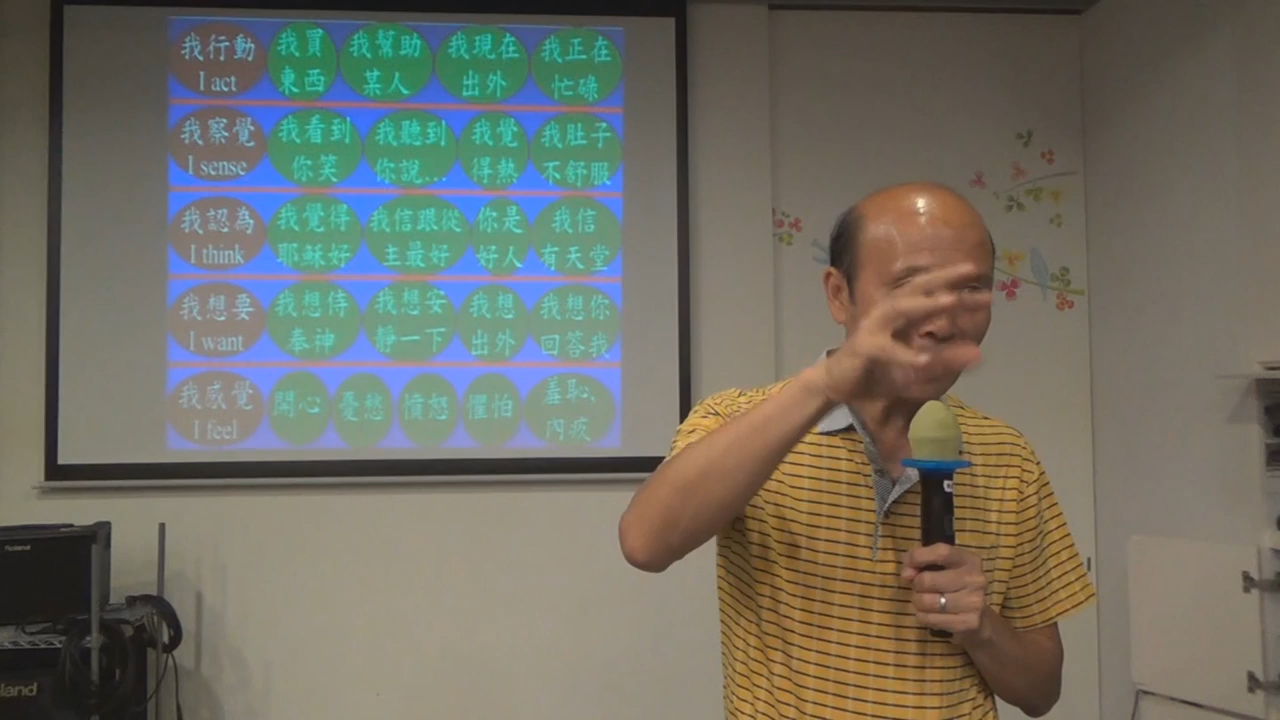 我行動 我買 我幫助 我現在 我正在
I act 東西 某人 出外 忙碌
我察覺 我看到 我聽到 我覺 我肚子
I sense 你笑 你說… 得熱 不舒服
我認為 我覺得 我信跟從 你是 我信
I think 耶穌好 主最好 好人 有天堂
我想要 我想侍 我想安 我想 我想你
I want 奉神 靜一下 出外 回答我
我感覺 開心 憂愁 憤怒 懼怕 羞恥,
I feel 內疚
Roland
land